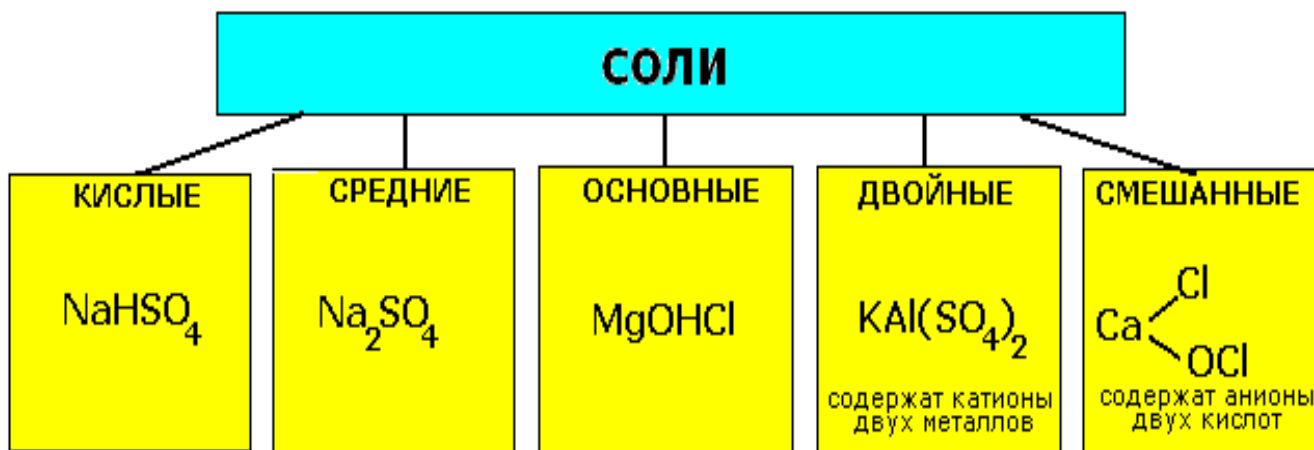 СОЛИ
КИСЛЫЕ
NaHSO₄
СРЕДНИЕ
Na₂SO₄
ОСНОВНЫЕ
MgOHCl
ДВОЙНЫЕ
KAl(SO₄)₂
содержат катионы
двух металлов
СМЕШАННЫЕ
Cl
Ca
OCl
содержат анионы
двух кислот